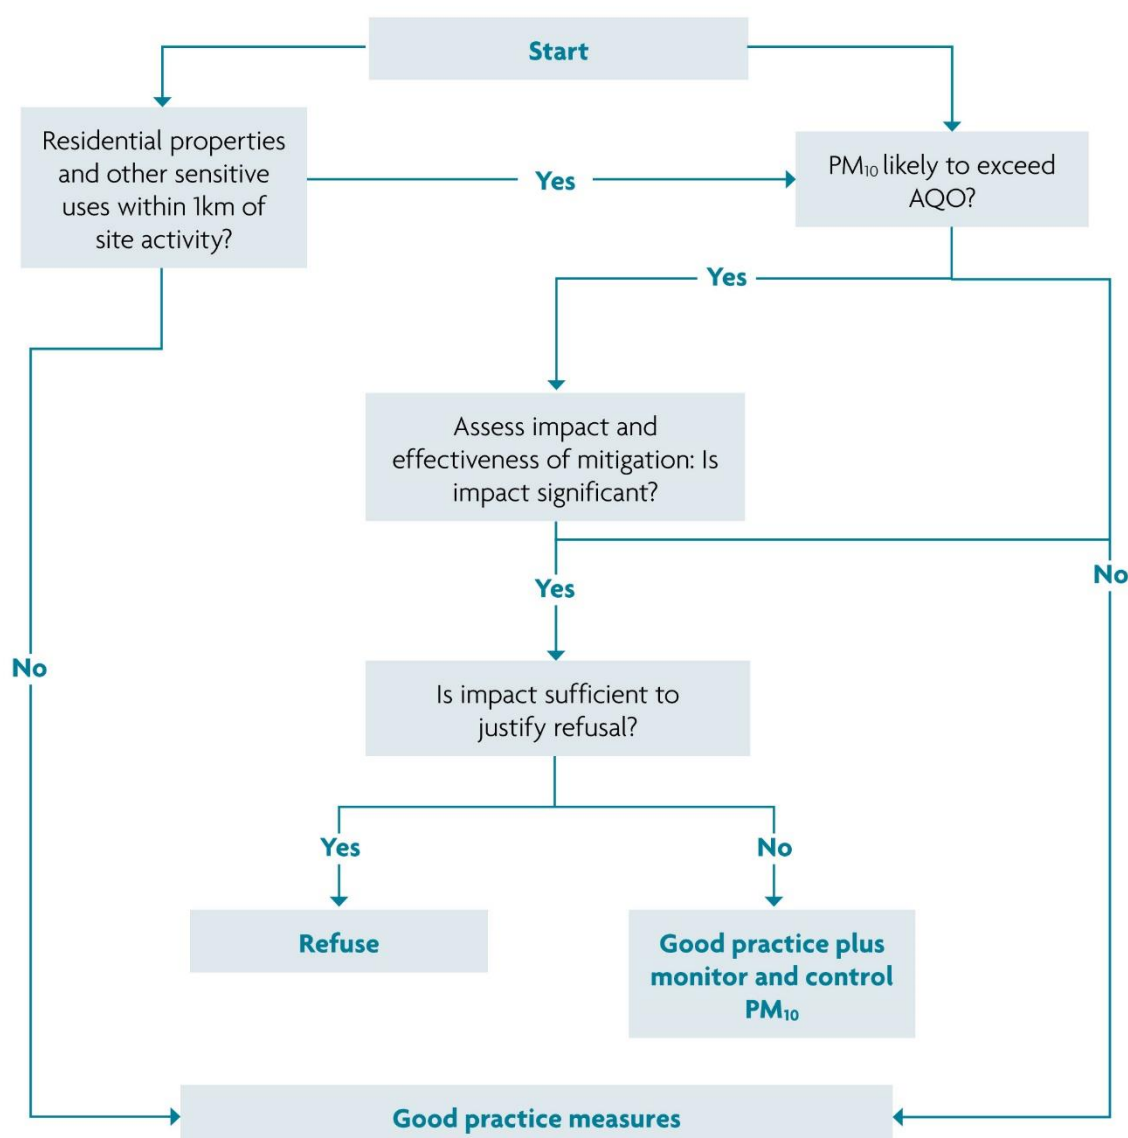 Start
Residential properties
and other sensitive
uses within 1km of
site activity?
Yes
PM₁₀ likely to exceed
AQO?
Yes
Assess impact and
effectiveness of mitigation: Is
impact significant?
Yes
No
No
Is impact sufficient to
justify refusal?
Yes
No
Refuse
Good practice plus
monitor and control
PM₁₀
Good practice measures